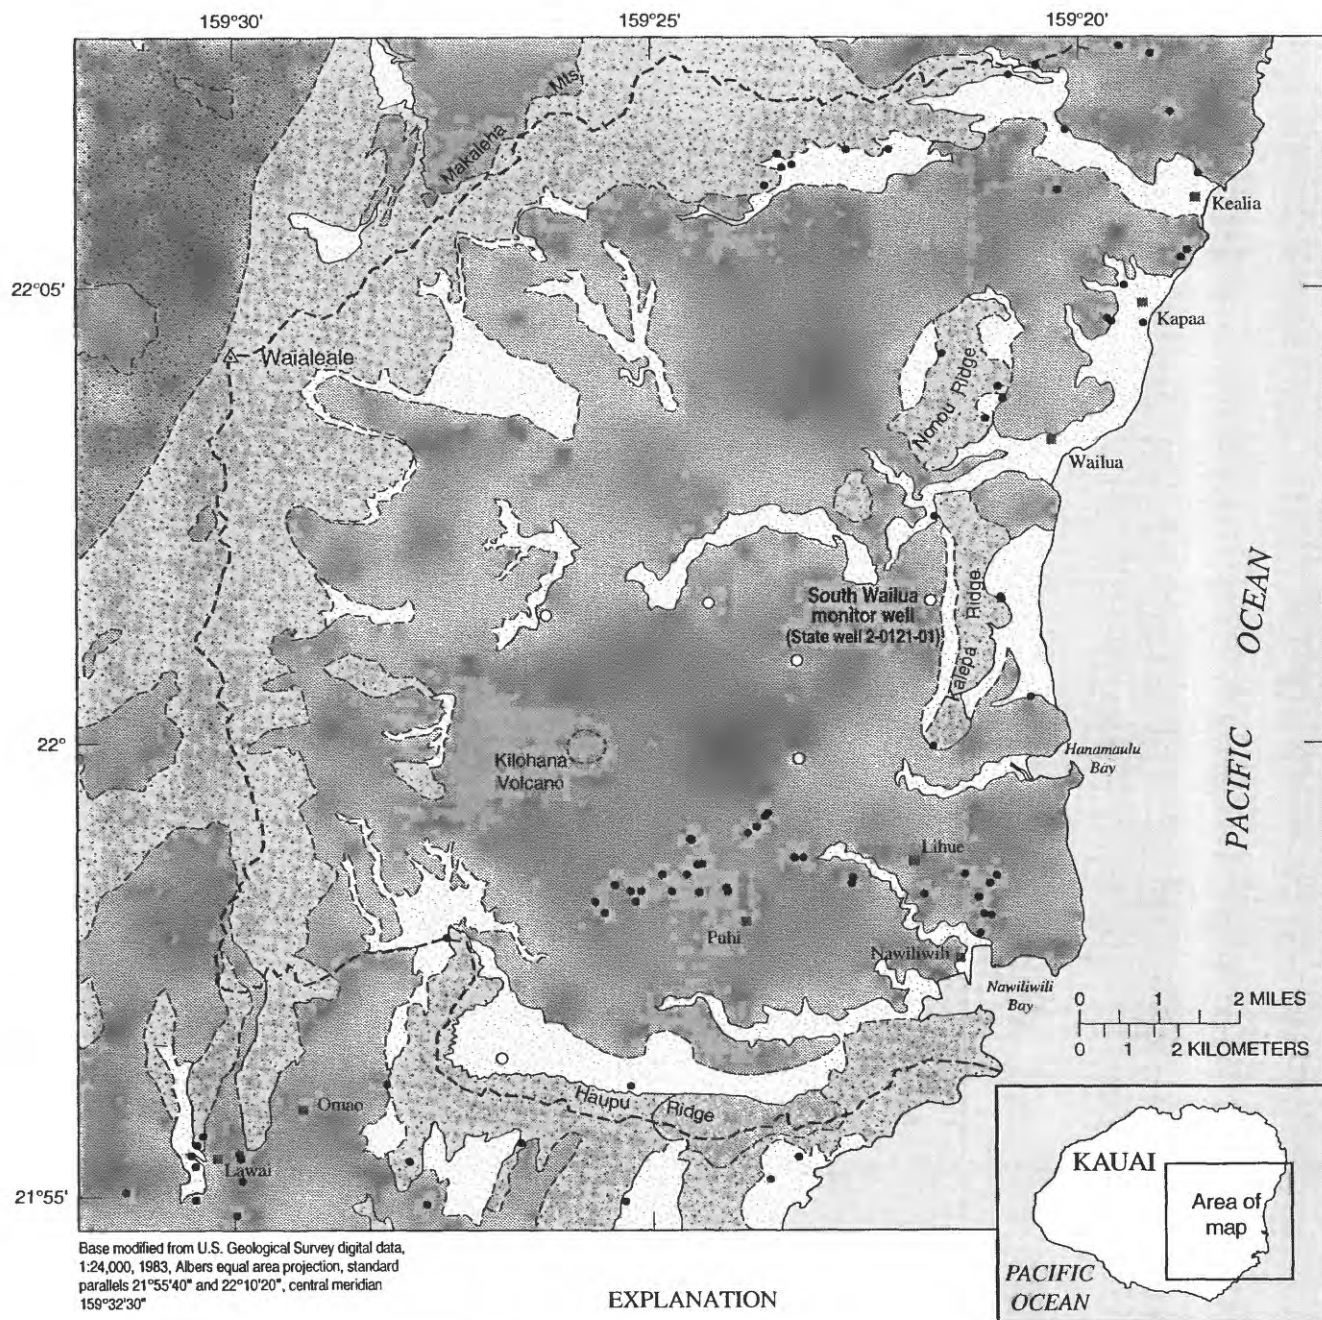 159°30' 159°25' 159°20'
Makaleha Mts
Kealia
22°05'
Kapaa
Waialeale
Nonou Ridge
Wailua
South Wailua
monitor well
(State well 2-0121-01)
Kalepa Ridge
PACIFIC OCEAN
22°
Hanamaulu
Bay
Kilohana
Volcano
Lihue
Puhi
Nawiliwili
Nawiliwili
Bay
0 1 2 MILES
0 1 2 KILOMETERS
Haupu Ridge
Omao
Lawai
21°55'
KAUAI
Area of
map
PACIFIC
OCEAN
Base modified from U.S. Geological Survey digital data,
1:24,000, 1983, Albers equal area projection, standard
parallels 21°55'40" and 22°10'20", central meridian
159°32'30"
EXPLANATION